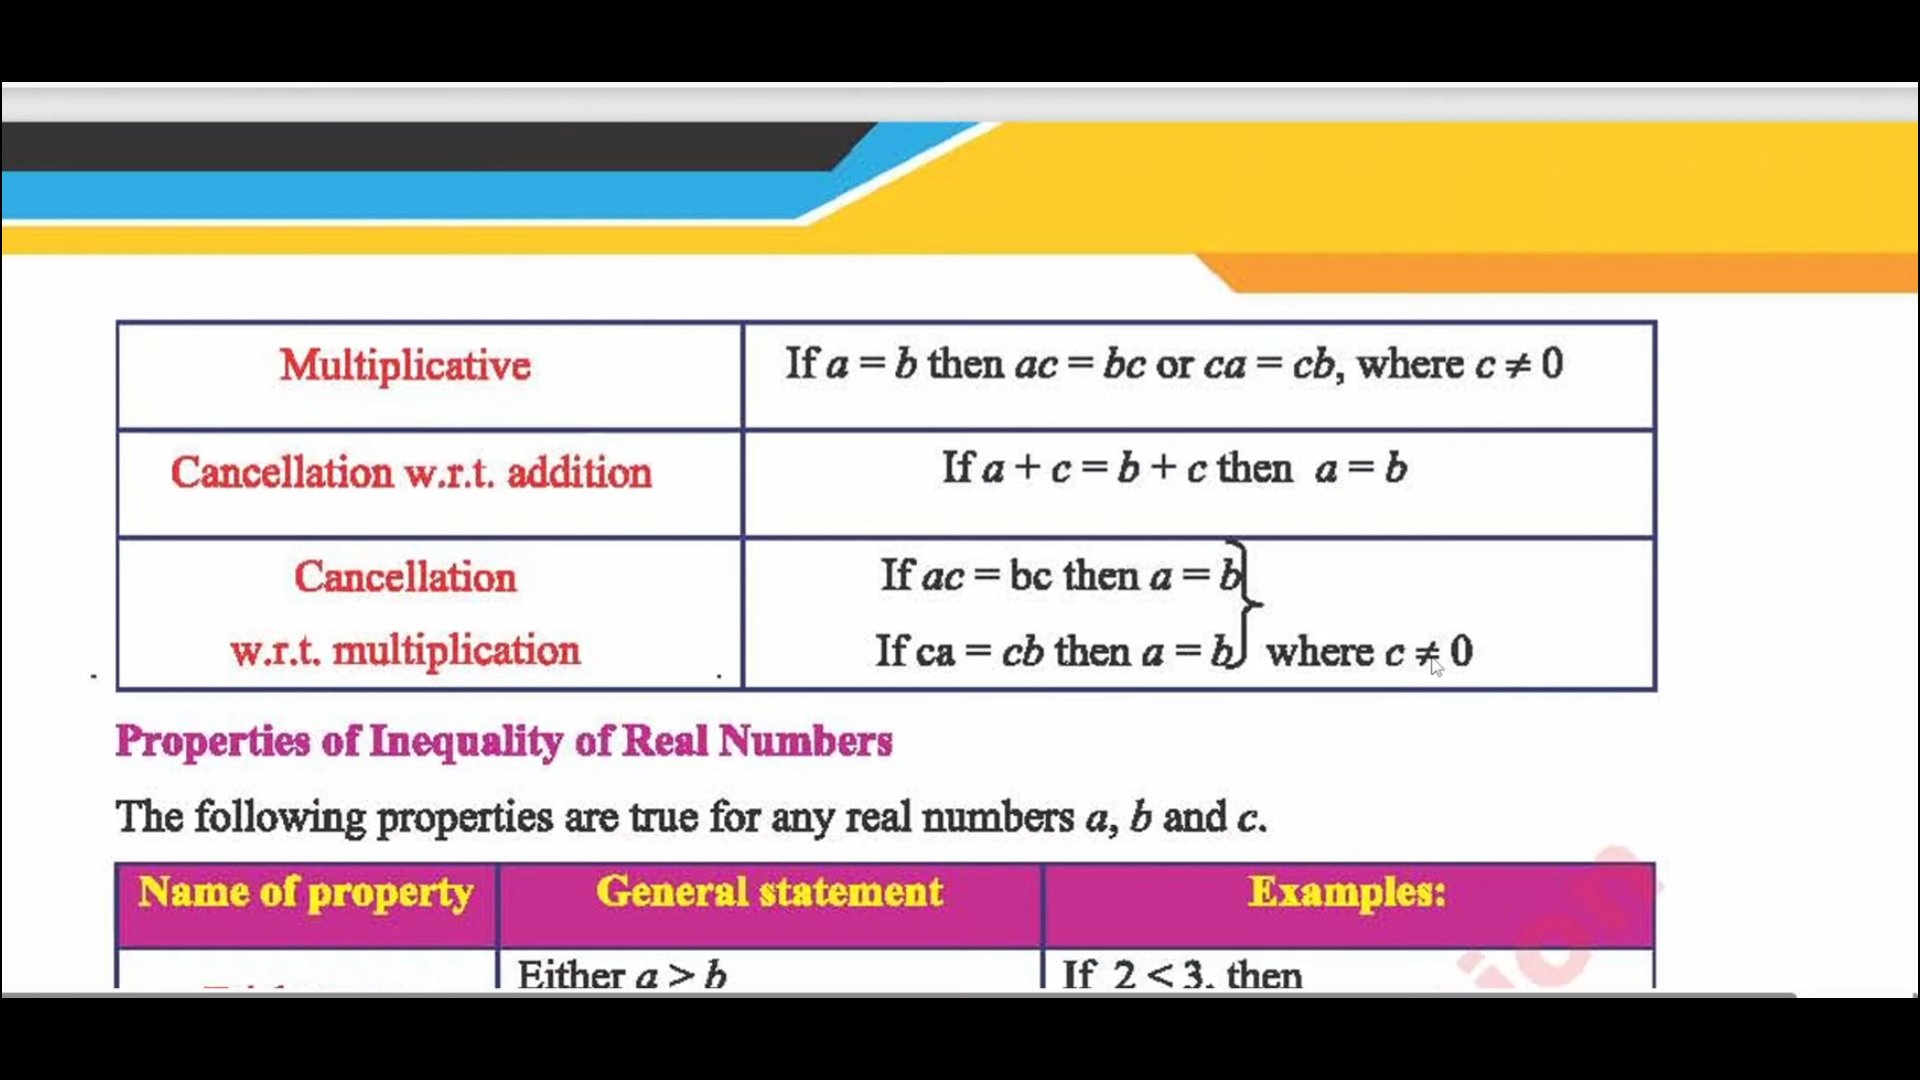 Multiplicative
If a = b then ac = bc or ca = cb, where c ≠ 0
Cancellation w.r.t. addition
If a + c = b + c then a = b
Cancellation
w.r.t. multiplication
If ac = bc then a = b
If ca = cb then a = b where c ≠ 0
Properties of Inequality of Real Numbers
The following properties are true for any real numbers a, b and c.
Name of property
General statement
Examples:
Either a > b
If 2 < 3, then